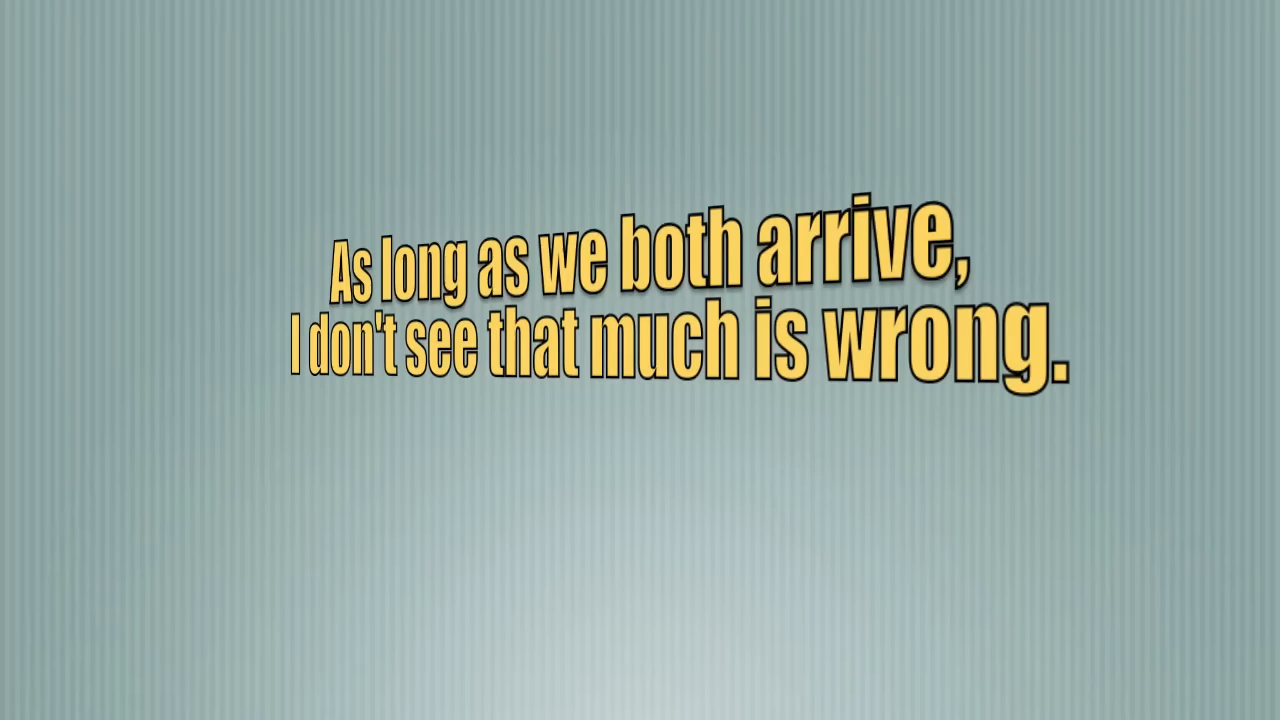 As long as we both arrive,
I don't see that much is wrong.